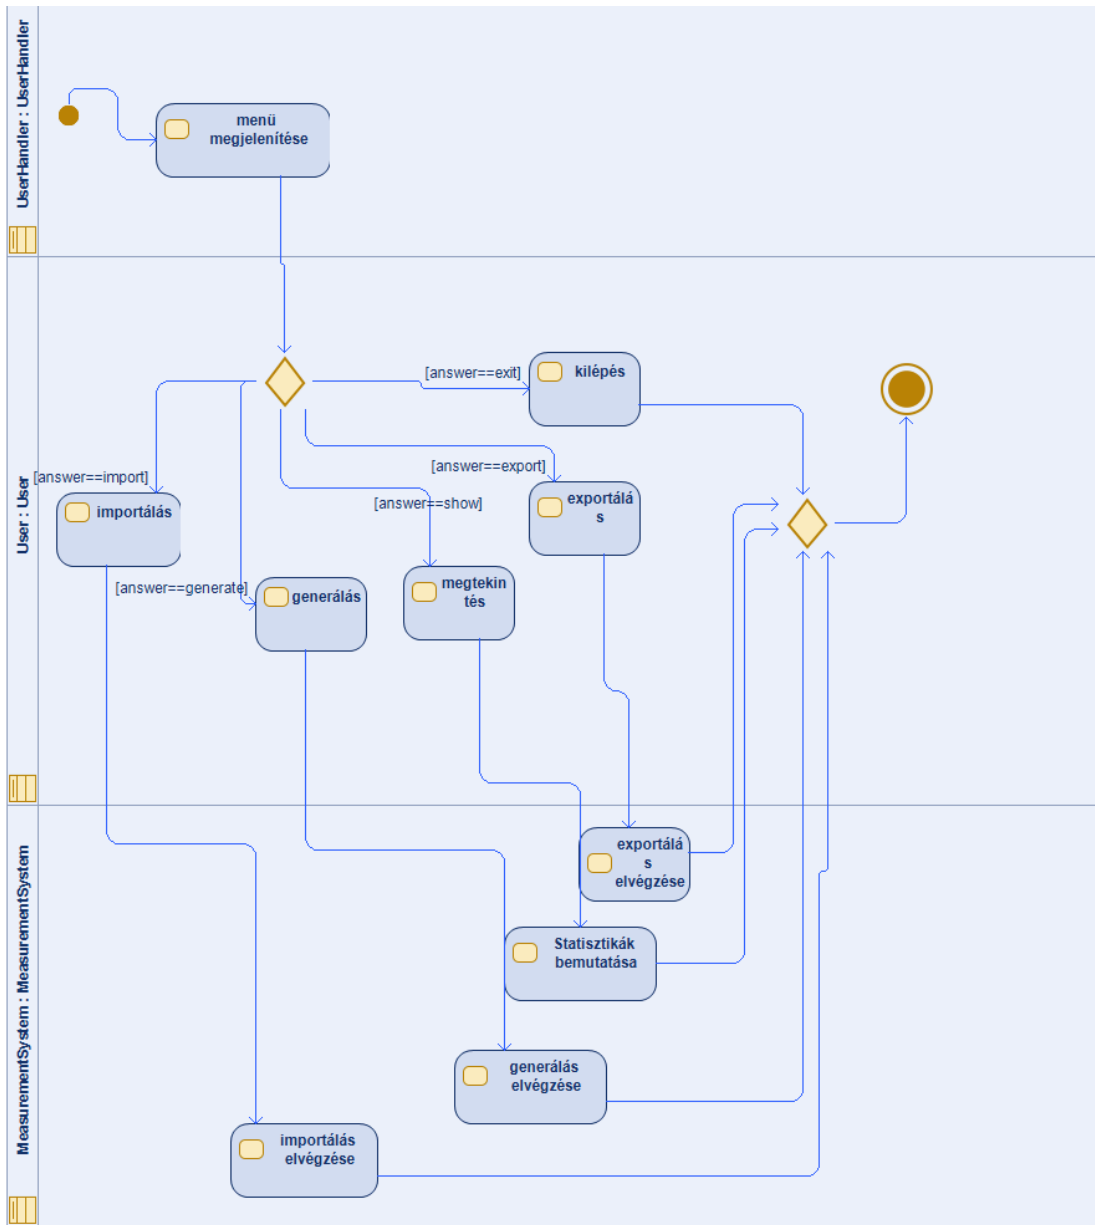 UserHandler : UserHandler
menü
megjelenítése
User : User
[answer==exit]
kilépés
[answer==export]
[answer==import]
exportálá
s
[answer==show]
importálás
[answer==generate]
generálás
megtekin
tés
MeasurementSystem : MeasurementSystem
exportálá
s
elvégzése
Statisztikák
bemutatása
generálás
elvégzése
importálás
elvégzése